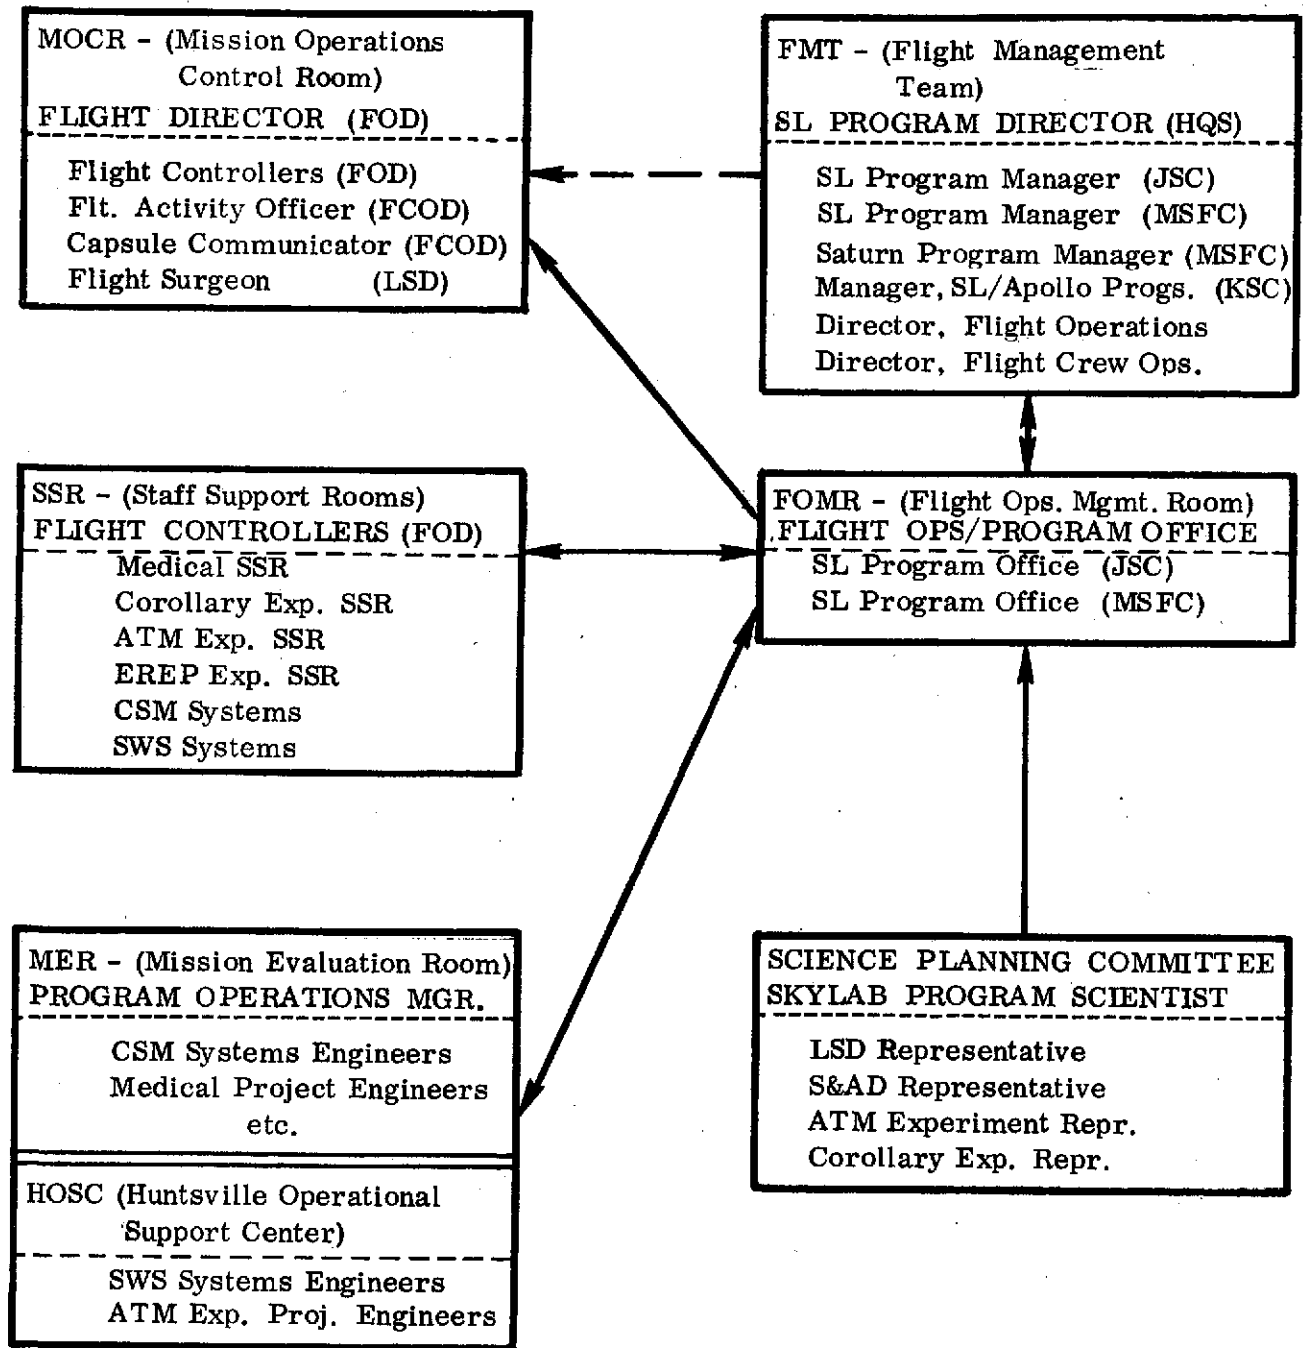 MOCR - (Mission Operations
Control Room)
FLIGHT DIRECTOR (FOD)
Flight Controllers (FOD)
Flt. Activity Officer (FCOD)
Capsule Communicator (FCOD)
Flight Surgeon (LSD)
FMT - (Flight Management
Team)
SL PROGRAM DIRECTOR (HQS)
SL Program Manager (JSC)
SL Program Manager (MSFC)
Saturn Program Manager (MSFC)
Manager, SL/Apollo Progs. (KSC)
Director, Flight Operations
Director, Flight Crew Ops.
SSR - (Staff Support Rooms)
FLIGHT CONTROLLERS (FOD)
Medical SSR
Corollary Exp. SSR
ATM Exp. SSR
EREP Exp. SSR
CSM Systems
SWS Systems
FOMR - (Flight Ops. Mgmt. Room)
FLIGHT OPS/PROGRAM OFFICE
SL Program Office (JSC)
SL Program Office (MSFC)
MER - (Mission Evaluation Room)
PROGRAM OPERATIONS MGR.
CSM Systems Engineers
Medical Project Engineers
etc.
HOSC (Huntsville Operational
Support Center)
SWS Systems Engineers
ATM Exp. Proj. Engineers
SCIENCE PLANNING COMMITTEE
SKYLAB PROGRAM SCIENTIST
LSD Representative
S&AD Representative
ATM Experiment Repr.
Corollary Exp. Repr.